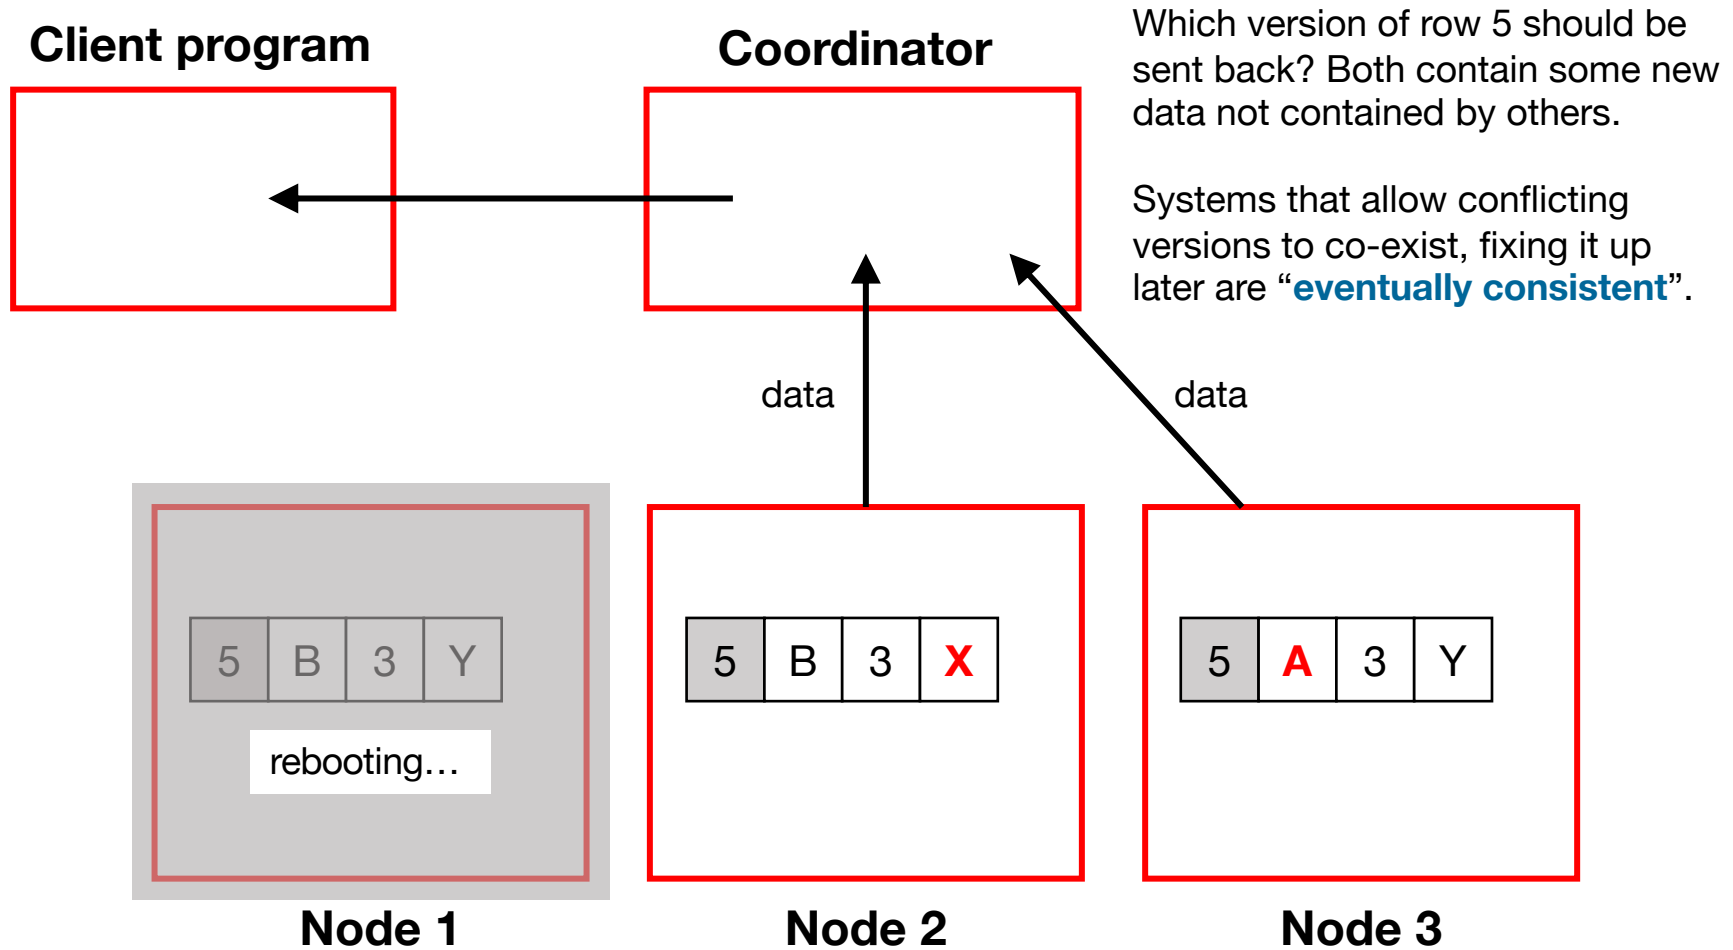 Client program
Coordinator
Which version of row 5 should be
sent back? Both contain some new
data not contained by others.
Systems that allow conflicting
versions to co-exist, fixing it up
later are “eventually consistent”.
data
data
5 B 3 Y
rebooting…
5 B 3 X
5 A 3 Y
Node 1
Node 2
Node 3